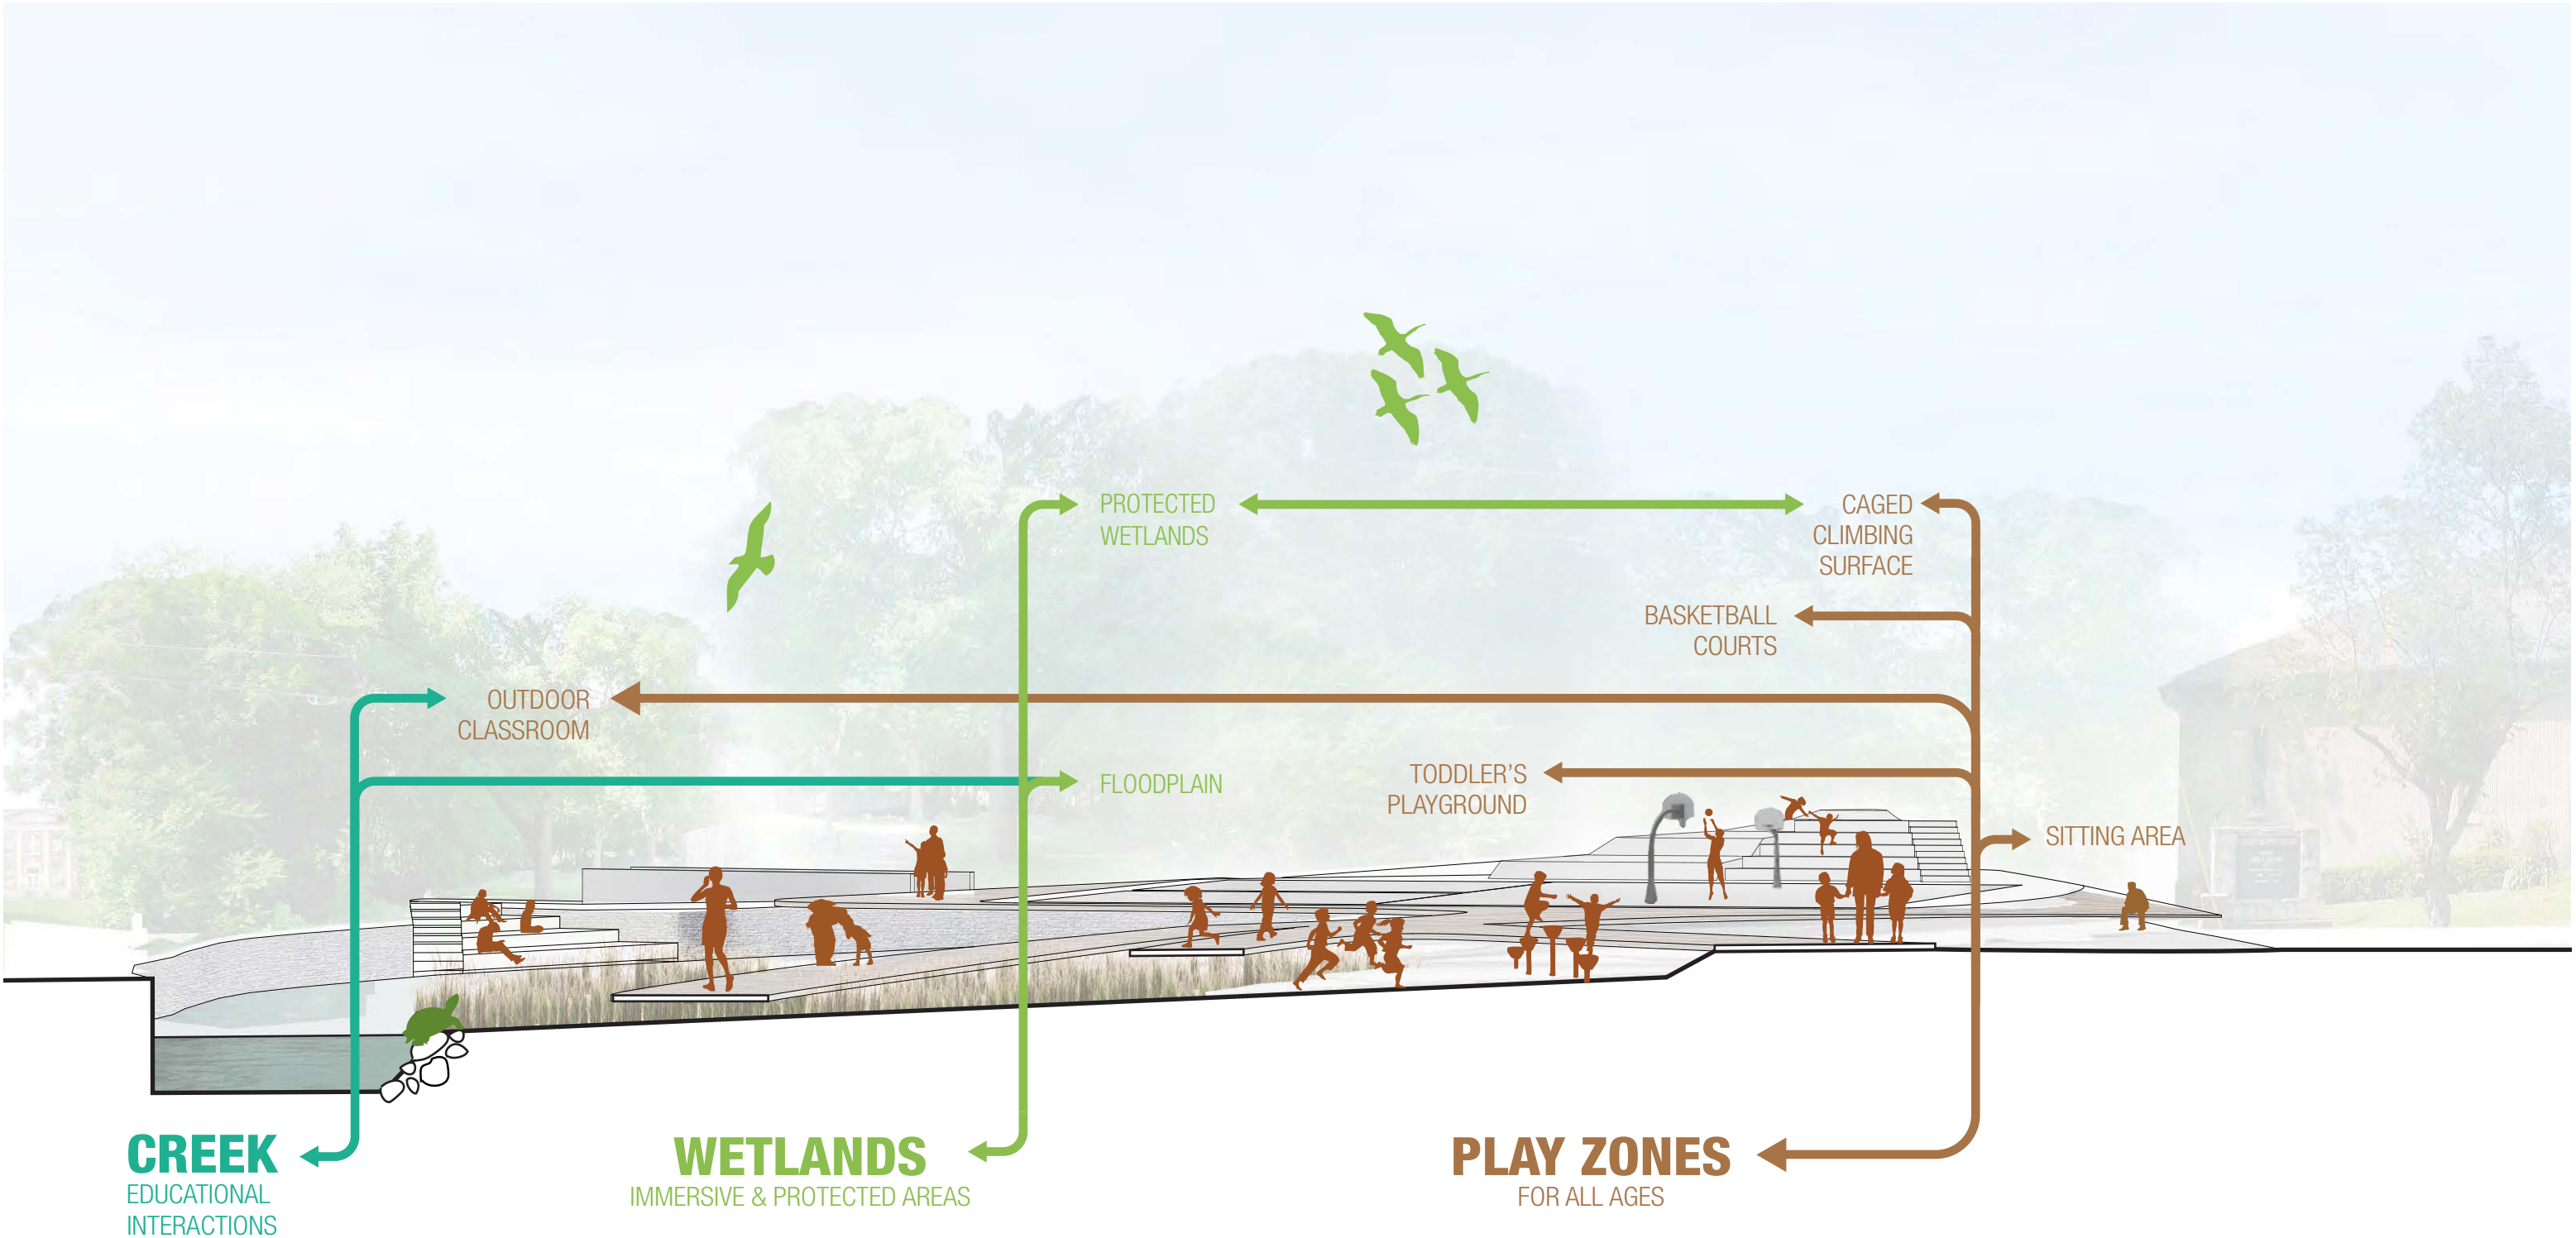 PROTECTED
WETLANDS
CAGED
CLIMBING
SURFACE
BASKETBALL
COURTS
OUTDOOR
CLASSROOM
FLOODPLAIN
TODDLER'S
PLAYGROUND
SITTING AREA
CREEK
EDUCATIONAL
INTERACTIONS
WETLANDS
IMMERSIVE & PROTECTED AREAS
PLAY ZONES
FOR ALL AGES